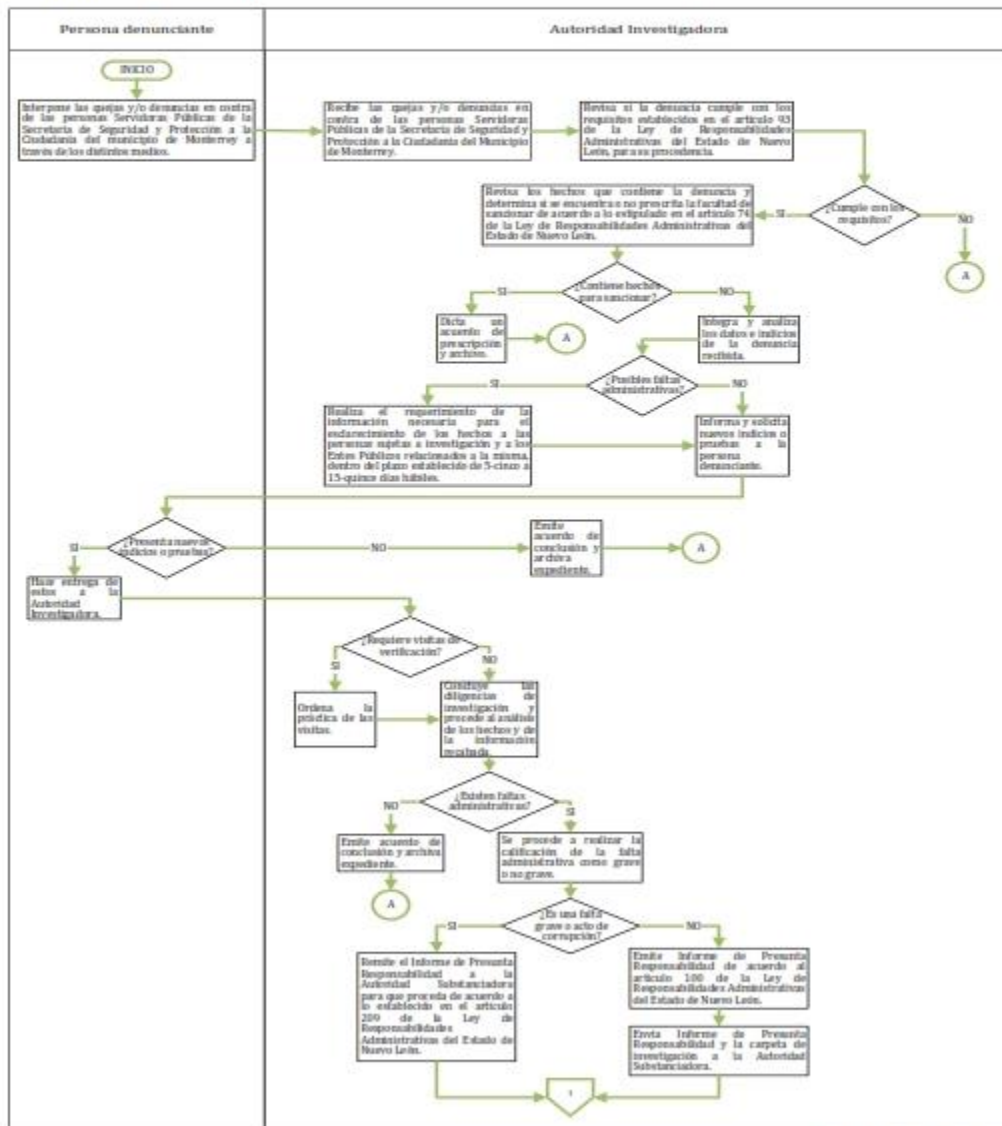 Persona denunciante
Autoridad Investigadora
INICIO
Interpone las quejas y/o denuncias en contra
de las personas Servidoras Públicas de la
Secretaría de Seguridad y Protección a la
Ciudadanía del municipio de Monterrey a
través de los distintos medios.
Recibe las quejas y/o denuncias en
contra de las personas Servidoras
Públicas de la Secretaría de Seguridad y
Protección a la Ciudadanía del Municipio
de Monterrey.
Revisa si la denuncia cumple con los
requisitos establecidos en el artículo 93
de la Ley de Responsabilidades
Administrativas del Estado de Nuevo
León, para su procedencia.
¿Cumple con los
requisitos?
SI
NO
A
Revisa los hechos que contiene la denuncia y
determina si se encuentra o no prescrita la facultad de
sancionar de acuerdo a lo estipulado en el artículo 74
de la Ley de Responsabilidades Administrativas del
Estado de Nuevo León.
¿Contiene hechos
para sancionar?
SI
NO
Dicta un
acuerdo de
prescripción
y archivo.
A
Integra y analiza
los datos e indicios
de la denuncia
recibida.
¿Posibles faltas
administrativas?
SI
NO
Realiza el requerimiento de la
información necesaria para el
esclarecimiento de los hechos a las
personas sujetas a investigación y a los
Entes Públicos relacionados a la misma,
dentro del plazo establecido de 5-cinco a
15-quince días hábiles.
Informa y solicita
nuevos indicios o
pruebas a la
persona
denunciante.
¿Presenta nuevos
indicios o pruebas?
SI
NO
Emite
acuerdo de
conclusión y
archiva
expediente.
A
Hace entrega de
estos a la
Autoridad
Investigadora.
¿Requiere visitas de
verificación?
SI
NO
Ordena la
práctica de las
visitas.
Concluye las
diligencias de
investigación y
procede al análisis
de los hechos y de
la información
recabada.
¿Existen faltas
administrativas?
NO
SI
Emite acuerdo de
conclusión y archiva
expediente.
A
Se procede a realizar la
calificación de la falta
administrativa como grave
o no grave.
¿Es una falta
grave o acto de
corrupción?
SI
NO
Remite el Informe de Presunta
Responsabilidad a la
Autoridad Substanciadora
para que proceda de acuerdo a
lo establecido en el artículo
209 de la Ley de
Responsabilidades
Administrativas del Estado de
Nuevo León.
Emite Informe de Presunta
Responsabilidad de acuerdo al
artículo 100 de la Ley de
Responsabilidades Administrativas
del Estado de Nuevo León.
Envía Informe de Presunta
Responsabilidad y la carpeta de
investigación a la Autoridad
Substanciadora.
1